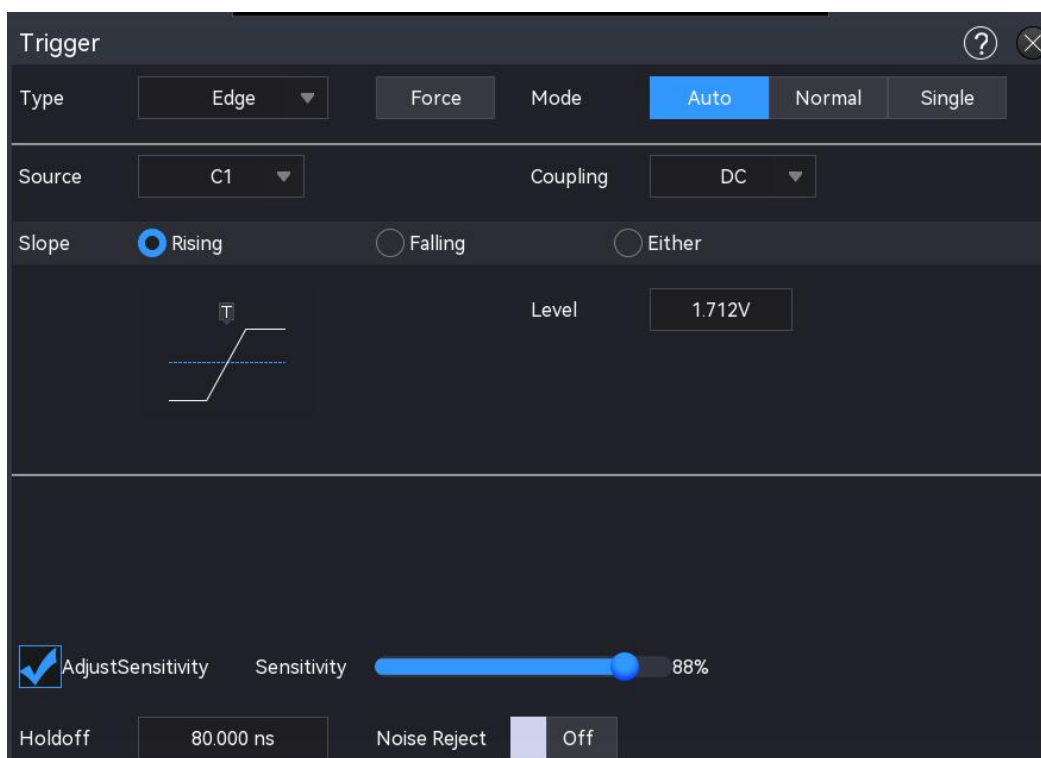 Trigger ?
Type Edge Force Mode Auto Normal Single
Source C1 Coupling DC
Slope Rising Falling Either
T
Level 1.712V
AdjustSensitivity Sensitivity 88%
Holdoff 80.000 ns Noise Reject Off